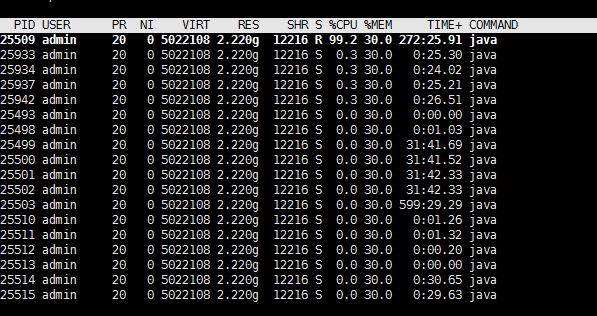 PID USER PR NI VIRT RES SHR S %CPU %MEM TIME+ COMMAND
25509 admin 20 0 5022108 2.220g 12216 R 99.2 30.0 272:25.91 java
25933 admin 20 0 5022108 2.220g 12216 S 0.3 30.0 0:25.30 java
25934 admin 20 0 5022108 2.220g 12216 S 0.3 30.0 0:24.02 java
25937 admin 20 0 5022108 2.220g 12216 S 0.3 30.0 0:25.21 java
25942 admin 20 0 5022108 2.220g 12216 S 0.3 30.0 0:26.51 java
25493 admin 20 0 5022108 2.220g 12216 S 0.0 30.0 0:00.00 java
25498 admin 20 0 5022108 2.220g 12216 S 0.0 30.0 0:01.03 java
25499 admin 20 0 5022108 2.220g 12216 S 0.0 30.0 31:41.69 java
25500 admin 20 0 5022108 2.220g 12216 S 0.0 30.0 31:41.52 java
25501 admin 20 0 5022108 2.220g 12216 S 0.0 30.0 31:42.33 java
25502 admin 20 0 5022108 2.220g 12216 S 0.0 30.0 31:42.33 java
25503 admin 20 0 5022108 2.220g 12216 S 0.0 30.0 599:29.29 java
25510 admin 20 0 5022108 2.220g 12216 S 0.0 30.0 0:01.26 java
25511 admin 20 0 5022108 2.220g 12216 S 0.0 30.0 0:01.32 java
25512 admin 20 0 5022108 2.220g 12216 S 0.0 30.0 0:00.20 java
25513 admin 20 0 5022108 2.220g 12216 S 0.0 30.0 0:00.00 java
25514 admin 20 0 5022108 2.220g 12216 S 0.0 30.0 0:30.65 java
25515 admin 20 0 5022108 2.220g 12216 S 0.0 30.0 0:29.63 java